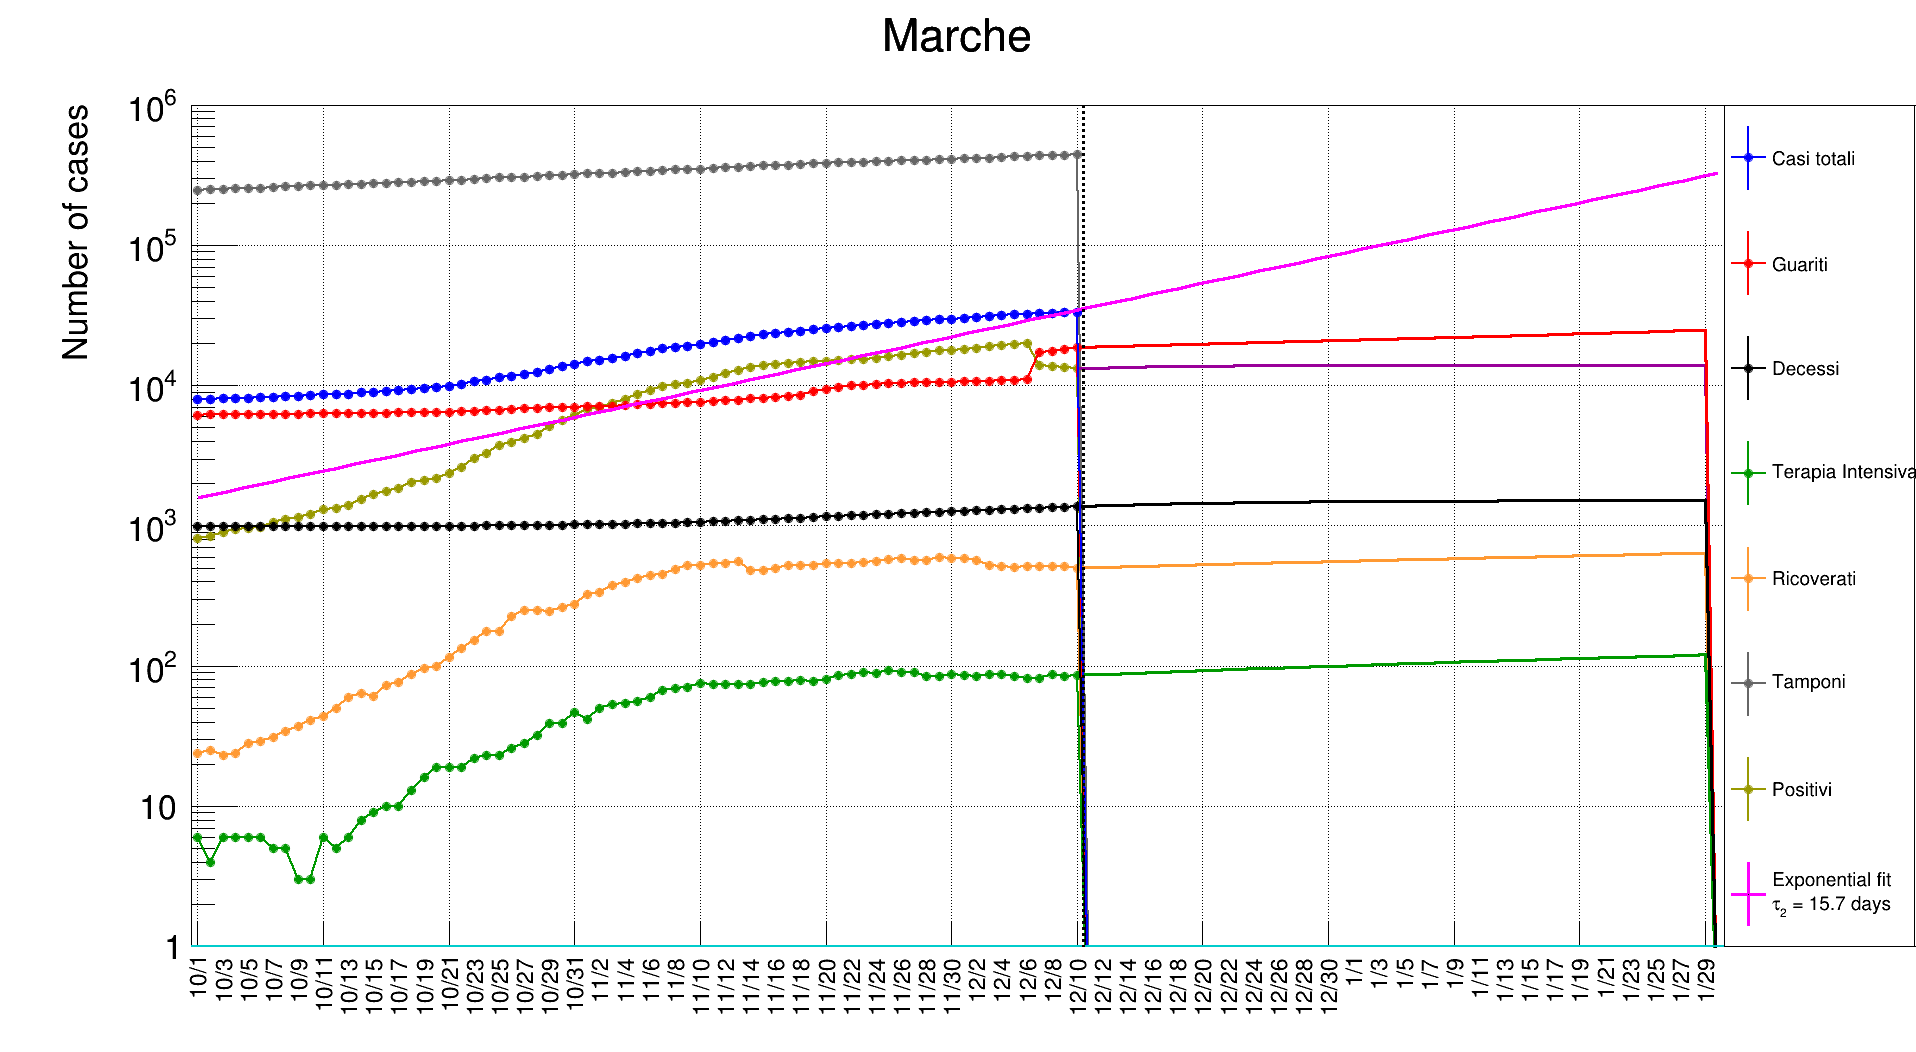 Marche
Number of cases
10^6
10^5
10^4
10^3
10^2
10
1
10/1 10/3 10/5 10/7 10/9 10/11 10/13 10/15 10/17 10/19 10/21 10/23 10/25 10/27 10/29 10/31 11/2 11/4 11/6 11/8 11/10 11/12 11/14 11/16 11/18 11/20 11/22 11/24 11/26 11/28 11/30 12/2 12/4 12/6 12/8 12/10 12/12 12/14 12/16 12/18 12/20 12/22 12/24 12/26 12/28 12/30 1/1 1/3 1/5 1/7 1/9 1/11 1/13 1/15 1/17 1/19 1/21 1/23 1/25 1/27 1/29
Casi totali
Guariti
Decessi
Terapia Intensiva
Ricoverati
Tamponi
Positivi
Exponential fit
τ₂ = 15.7 days